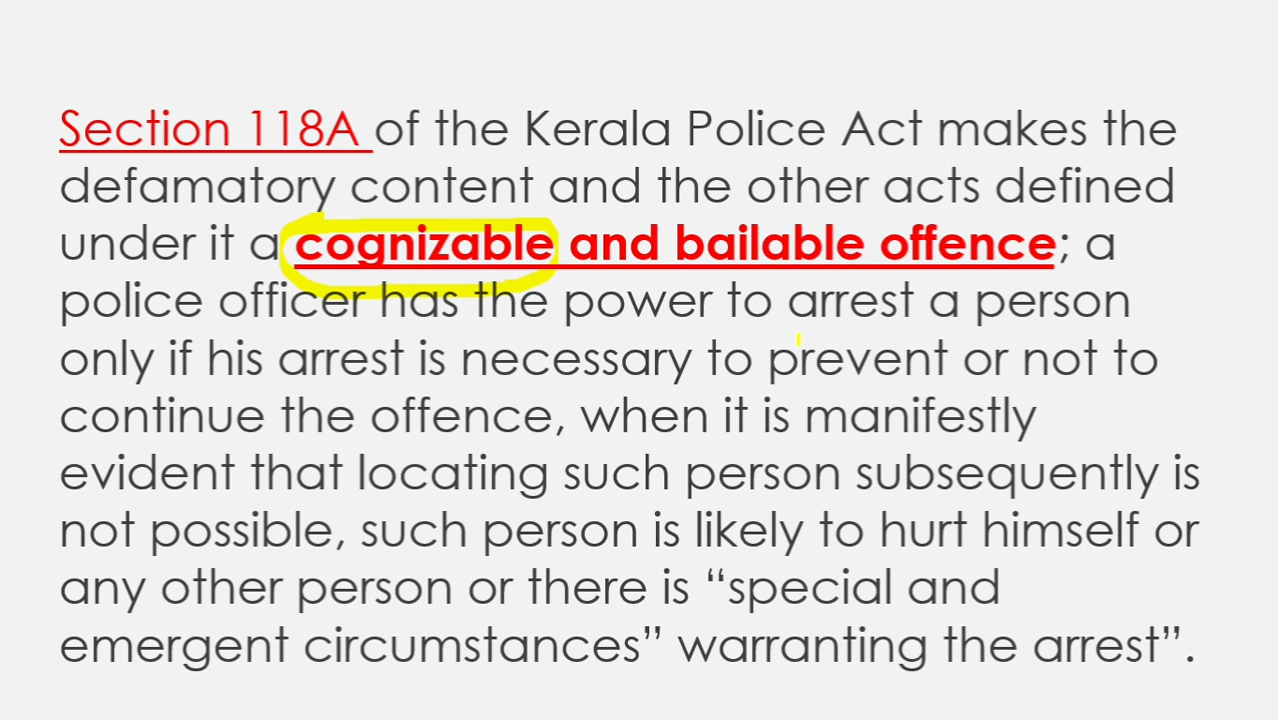 Section 118A of the Kerala Police Act makes the
defamatory content and the other acts defined
under it a cognizable and bailable offence; a
police officer has the power to arrest a person
only if his arrest is necessary to prevent or not to
continue the offence, when it is manifestly
evident that locating such person subsequently is
not possible, such person is likely to hurt himself or
any other person or there is “special and
emergent circumstances” warranting the arrest”.